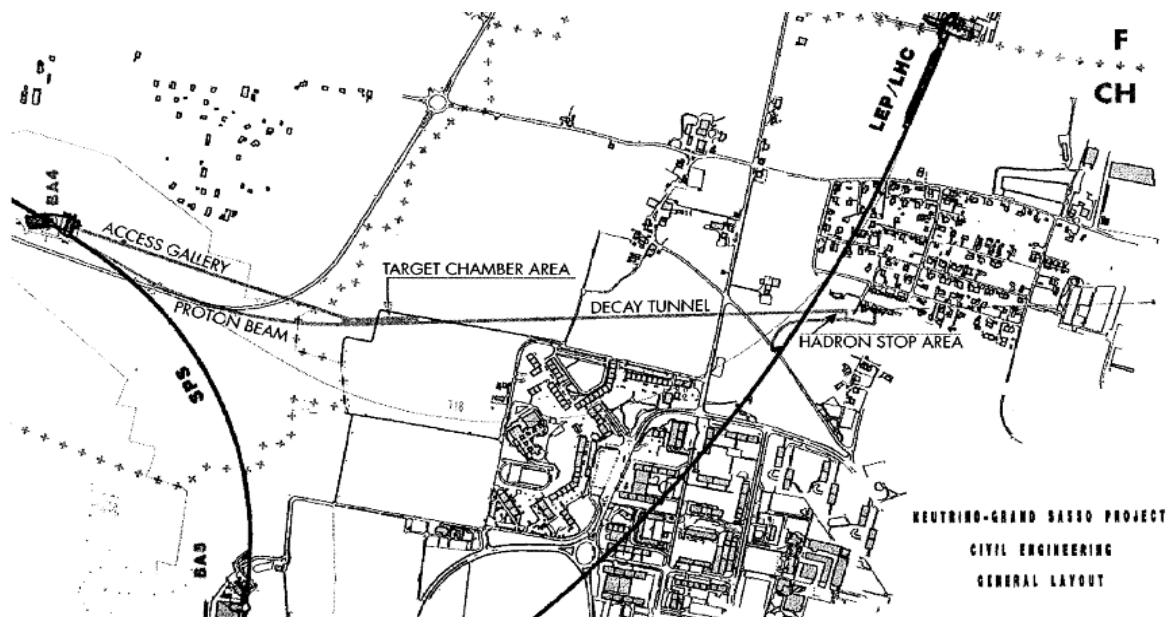 F
CH
LEP/LHC
BA4
ACCESS GALLERY
TARGET CHAMBER AREA
PROTON BEAM
DECAY TUNNEL
HADRON STOP AREA
SPS
718
BA5
NEUTRINO-GRAND SASSO PROJECT
CIVIL ENGINEERING
GENERAL LAYOUT